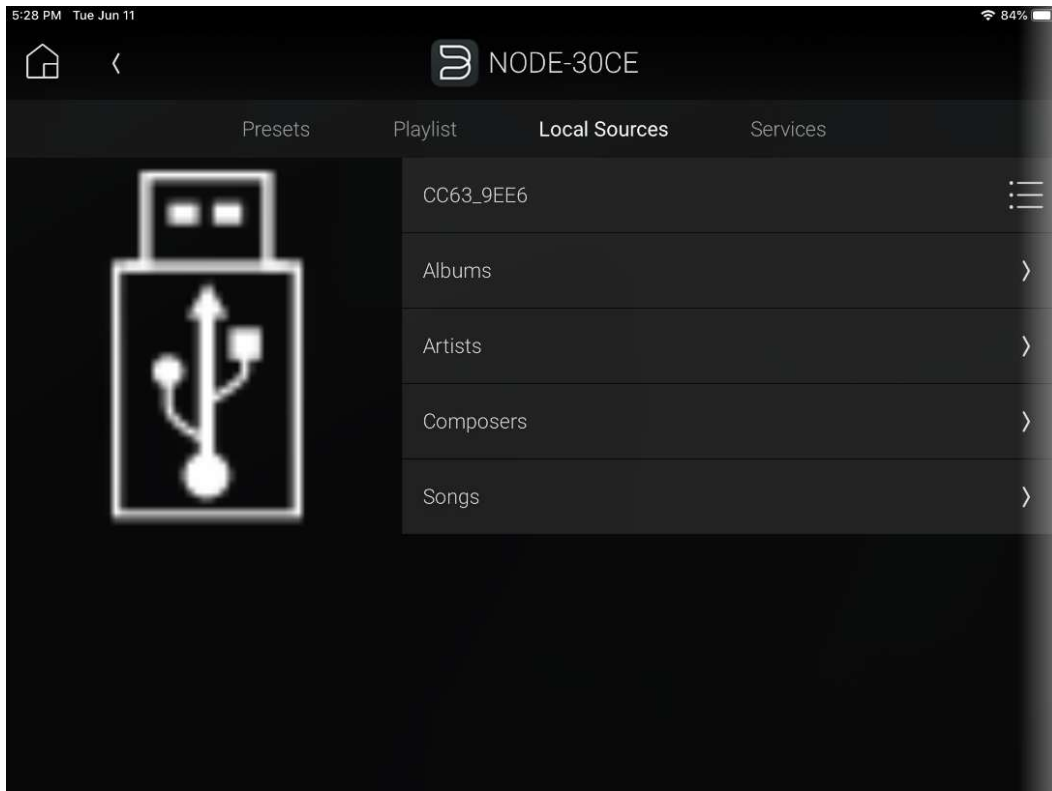 5:28 PM Tue Jun 11 84%
NODE-30CE
Presets Playlist Local Sources Services
CC63_9EE6
Albums
Artists
Composers
Songs